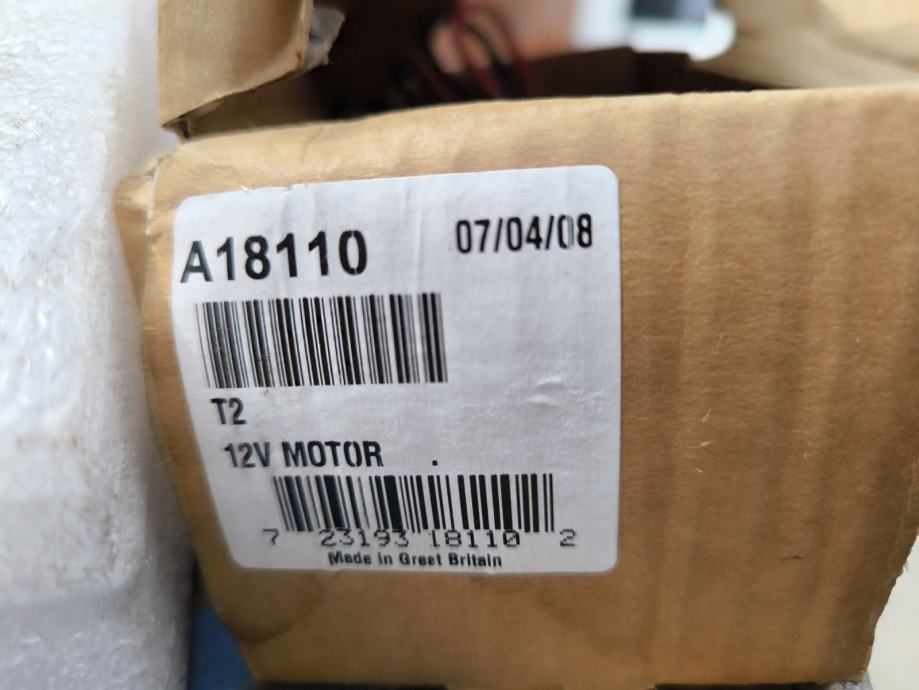 A18110 07/04/08
T2
12V MOTOR .
7 23193 18110 2
Made in Great Britain